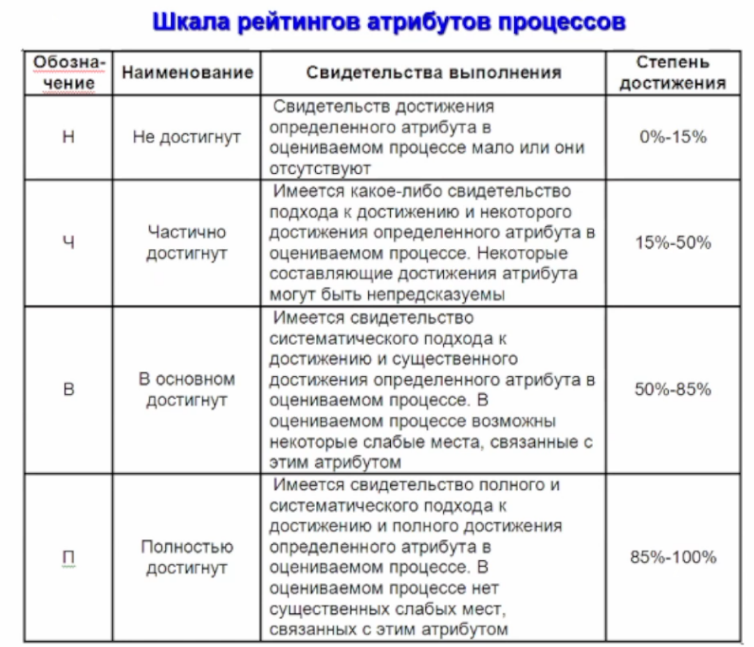 Шкала рейтингов атрибутов процессов
Обозна-
чение
Наименование
Свидетельства выполнения
Степень
достижения
Н
Не достигнут
Свидетельств достижения
определенного атрибута в
оцениваемом процессе мало или они
отсутствуют
0%-15%
Ч
Частично
достигнут
Имеется какое-либо свидетельство
подхода к достижению и некоторого
достижения определенного атрибута в
оцениваемом процессе. Некоторые
составляющие достижения атрибута
могут быть непредсказуемы
15%-50%
В
В основном
достигнут
Имеется свидетельство
систематического подхода к
достижению и существенного
достижения определенного атрибута в
оцениваемом процессе. В
оцениваемом процессе возможны
некоторые слабые места, связанные с
этим атрибутом
50%-85%
П
Полностью
достигнут
Имеется свидетельство полного и
систематического подхода к
достижению и полного достижения
определенного атрибута в
оцениваемом процессе. В
оцениваемом процессе нет
существенных слабых мест,
связанных с этим атрибутом
85%-100%